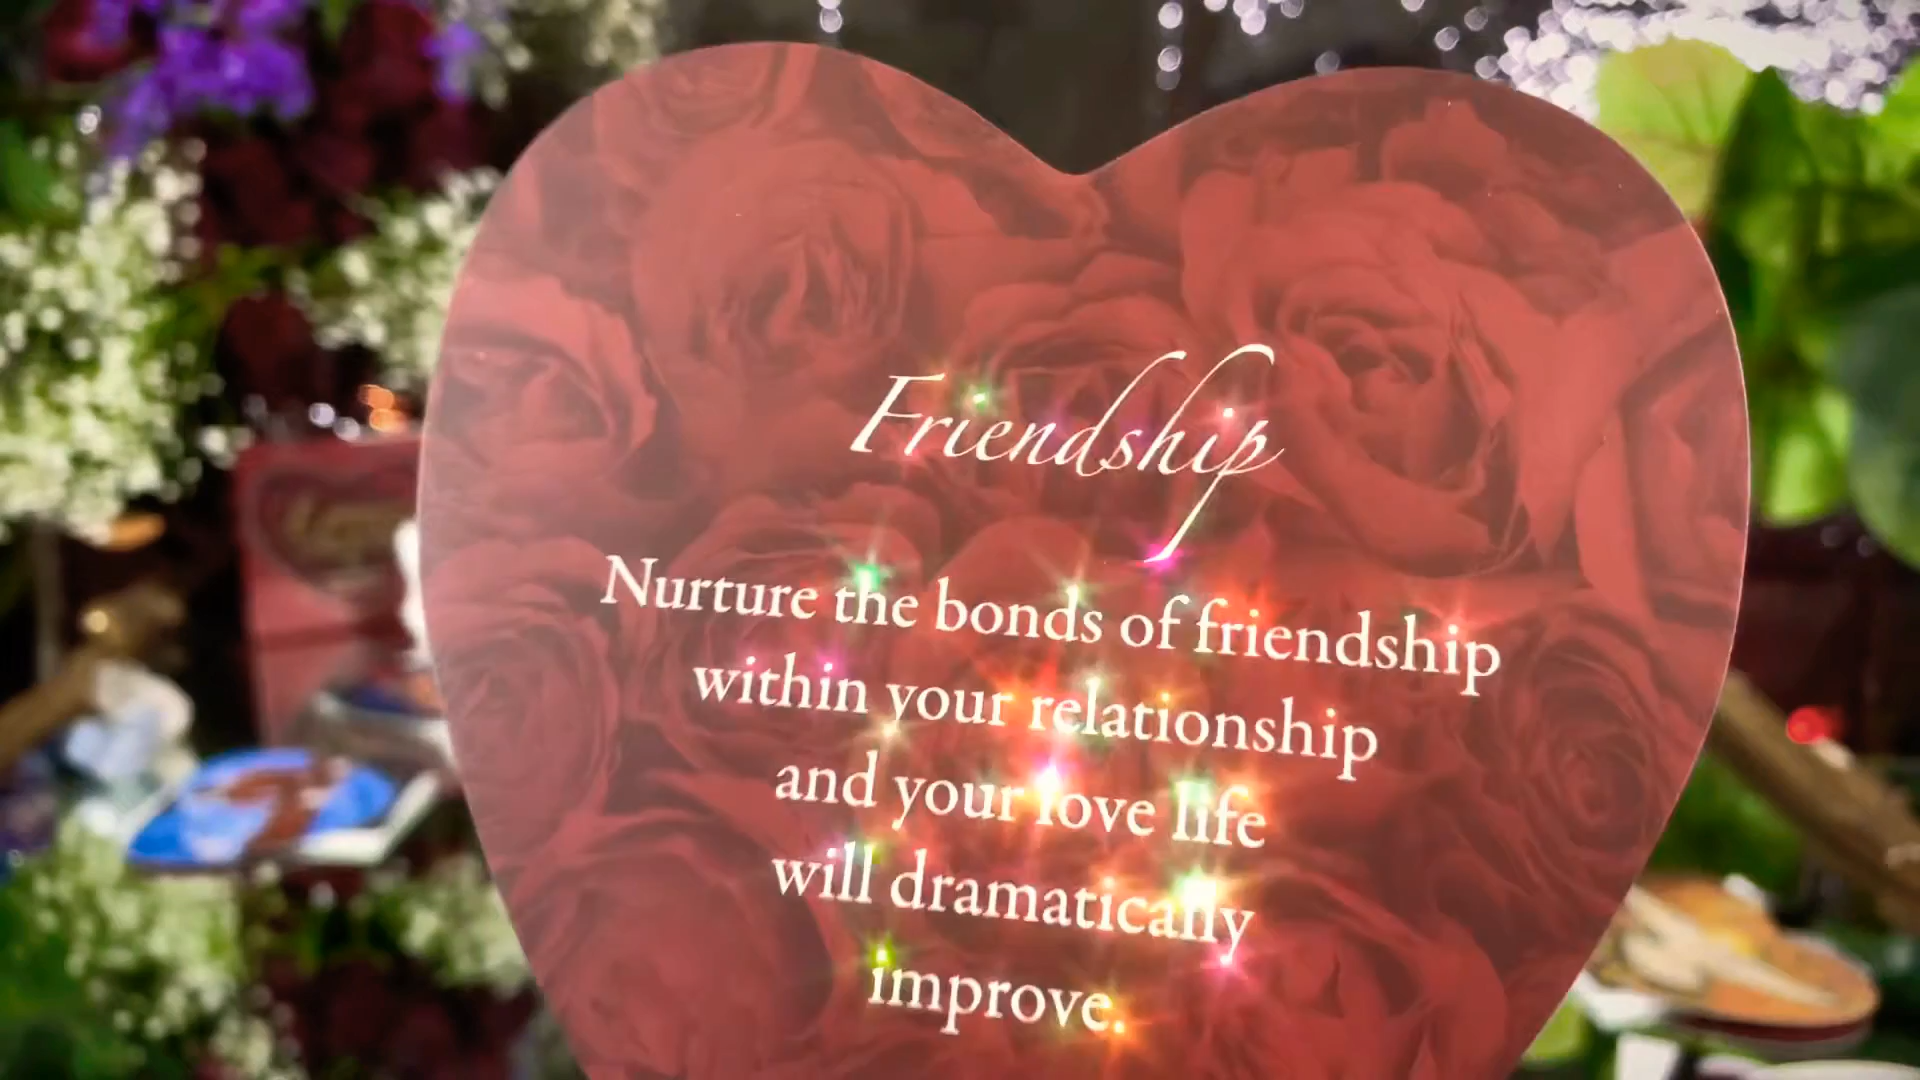 Friendship
Nurture the bonds of friendship
within your relationship
and your love life
will dramatically
improve.